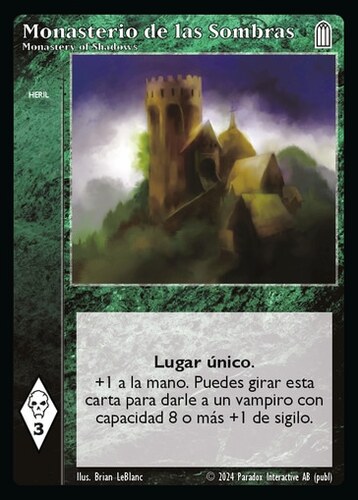 Monasterio de las Sombras
Monastery of Shadows
HERIL
Lugar único.
+1 a la mano. Puedes girar esta
carta para darle a un vampiro con
capacidad 8 o más +1 de sigilo.
3
Ilus. Brian LeBlanc
© 2024 Paradox Interactive AB (publ)